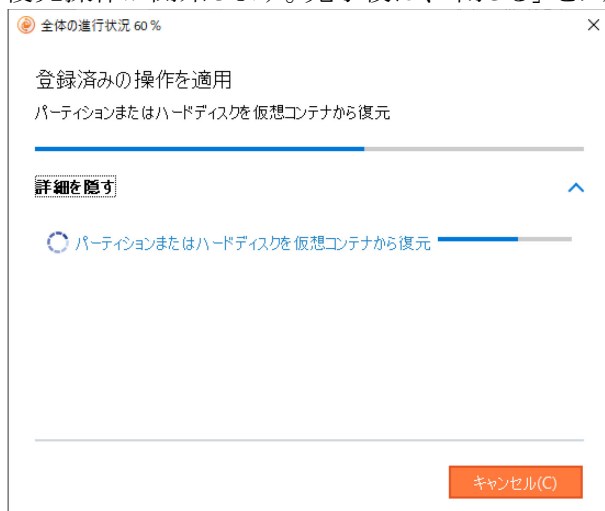 全体の進行状況 60 %
登録済みの操作を適用
パーティションまたはハードディスクを仮想コンテナから復元
詳細を隠す
パーティションまたはハードディスクを仮想コンテナから復元
キャンセル(C)